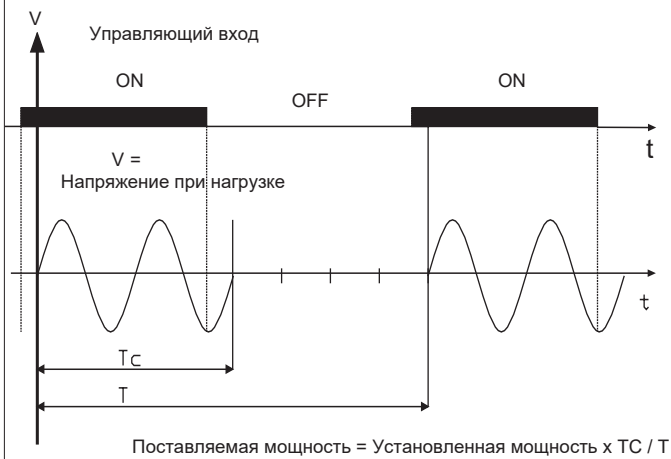 V
Управляющий вход
ON
OFF
ON
t
V =
Напряжение при нагрузке
t
Tc
T
Поставляемая мощность = Установленная мощность x TC / T